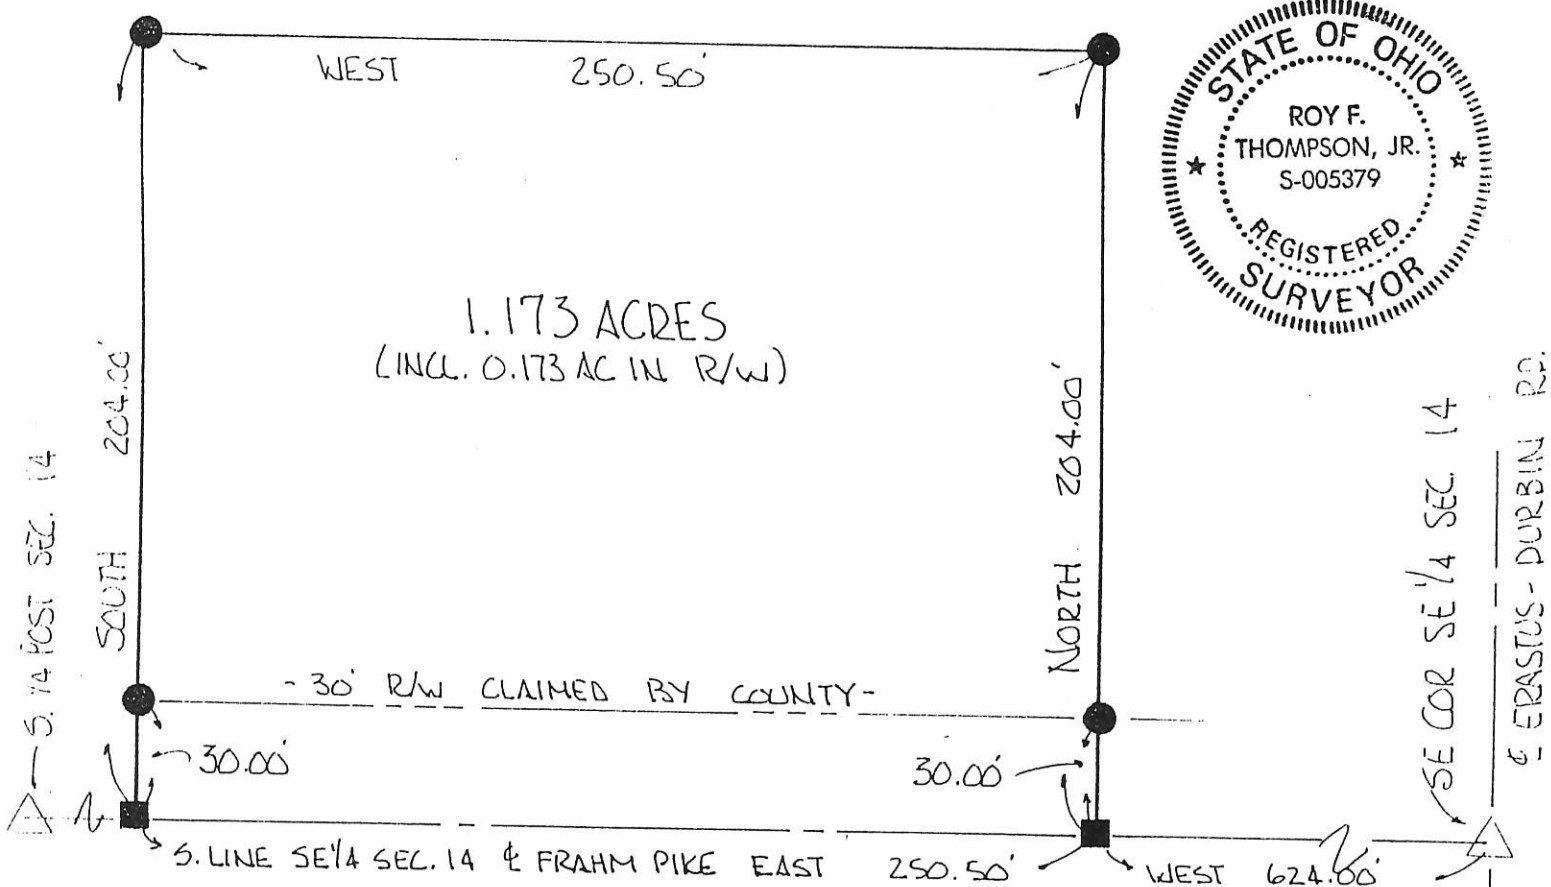 WEST 250.50'
STATE OF OHIO
ROY F.
THOMPSON, JR.
S-005379
REGISTERED
SURVEYOR
1.173 ACRES
(INCL. 0.173 AC IN R/W)
S. 1/4 POST SEC. 14
SOUTH 204.00'
NORTH 204.00'
SE COR SE 1/4 SEC. 14
℄ ERASTUS-DURBIN RD.
-30' R/W CLAIMED BY COUNTY-
30.00'
30.00'
S. LINE SE 1/4 SEC. 14 ℄ FRAHM PIKE EAST 250.50'
WEST 624.00'